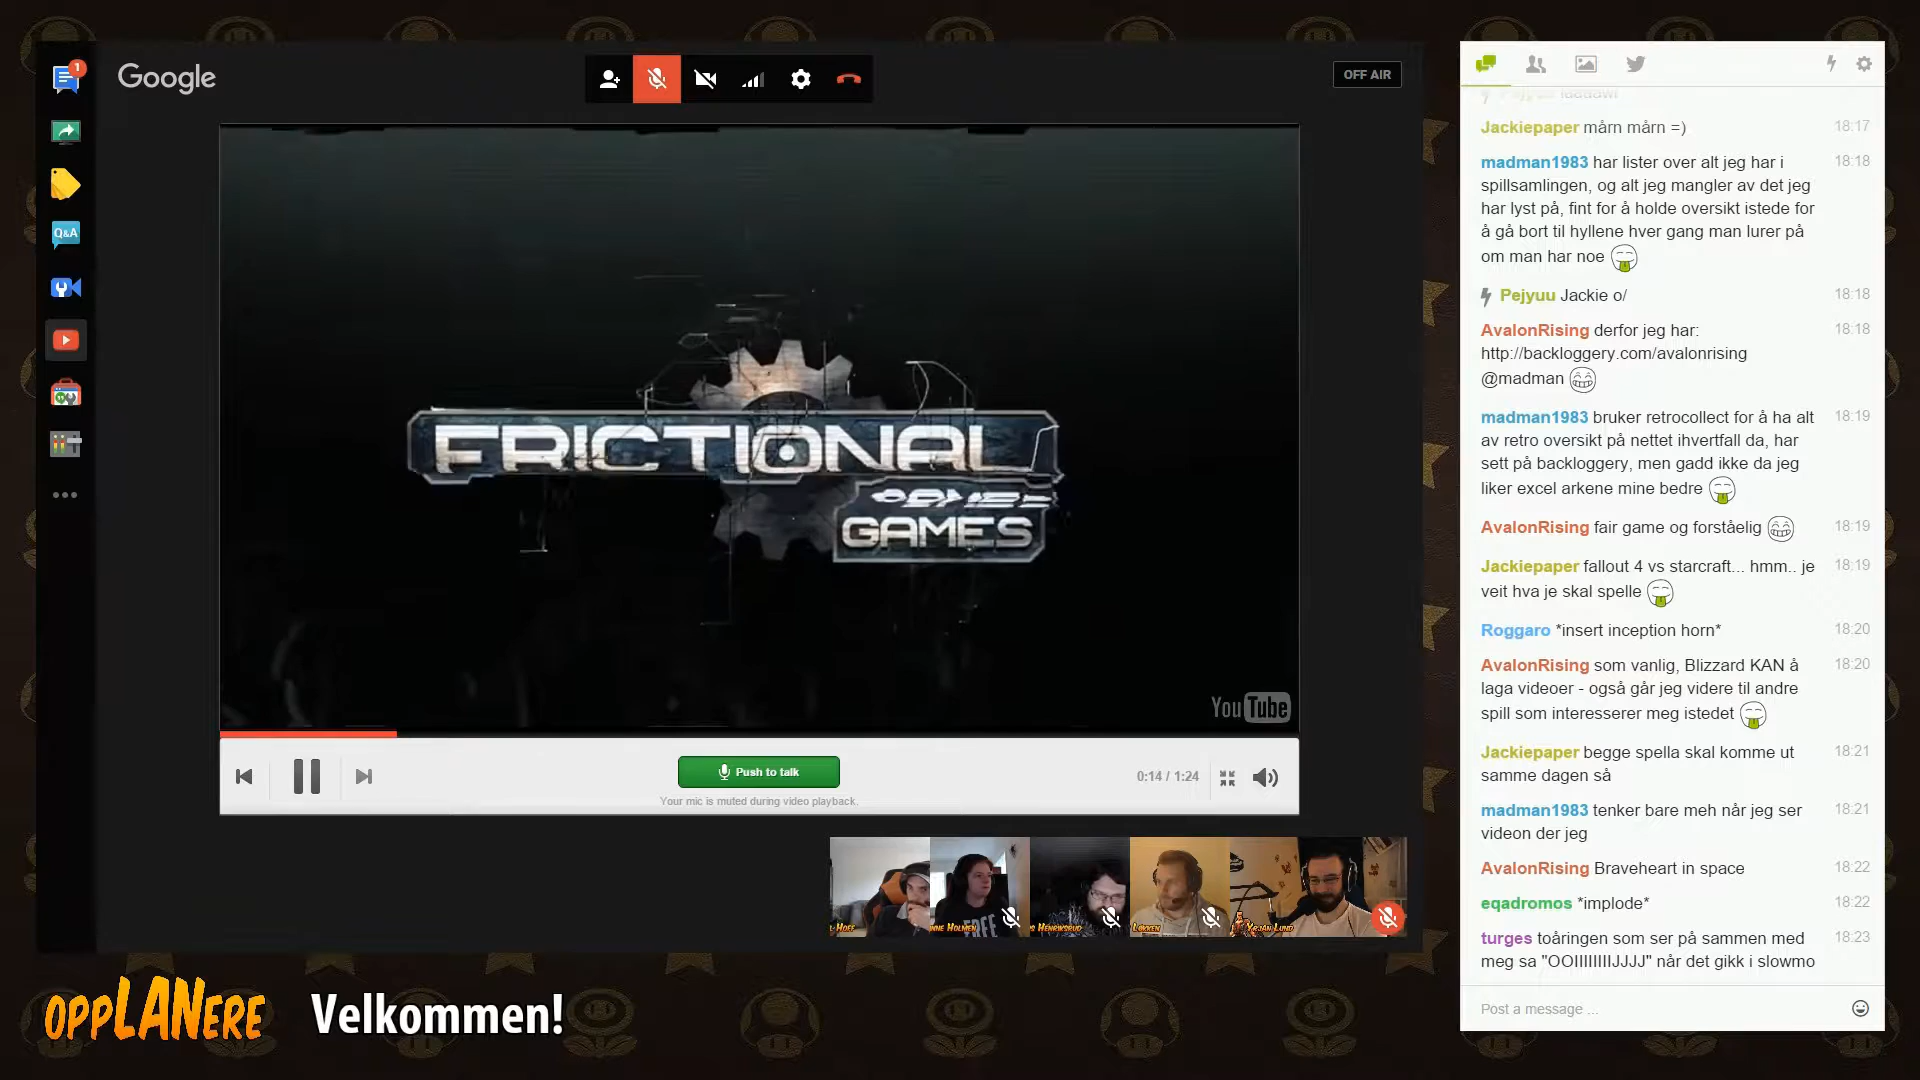 1
Google
OFF AIR
Q&A
FRICTIONAL
GAMES
YouTube
Push to talk
Your mic is muted during video playback.
0:14 / 1:24
FREE
L-HOFF
NNE HOLMEN
S HENRIKSRUD
LØKKEN
YRJAN LUND
OPPLANERE
Velkommen!
Jackiepaper mårn mårn =) 18:17
madman1983 har lister over alt jeg har i 18:18
spillsamlingen, og alt jeg mangler av det jeg
har lyst på, fint for å holde oversikt istede for
å gå bort til hyllene hver gang man lurer på
om man har noe
Pejyuu Jackie o/ 18:18
AvalonRising derfor jeg har: 18:18
http://backloggery.com/avalonrising
@madman
madman1983 bruker retrocollect for å ha alt 18:19
av retro oversikt på nettet ihvertfall da, har
sett på backloggery, men gadd ikke da jeg
liker excel arkene mine bedre
AvalonRising fair game og forståelig 18:19
Jackiepaper fallout 4 vs starcraft... hmm.. je 18:19
veit hva je skal spelle
Roggaro *insert inception horn* 18:20
AvalonRising som vanlig, Blizzard KAN å 18:20
laga videoer - også går jeg videre til andre
spill som interesserer meg istedet
Jackiepaper begge spella skal komme ut 18:21
samme dagen så
madman1983 tenker bare meh når jeg ser 18:21
videon der jeg
AvalonRising Braveheart in space 18:22
eqadromos *implode* 18:22
turges toåringen som ser på sammen med 18:23
meg sa "OOIIIIIIIIJJJJ" når det gikk i slowmo
Post a message ...